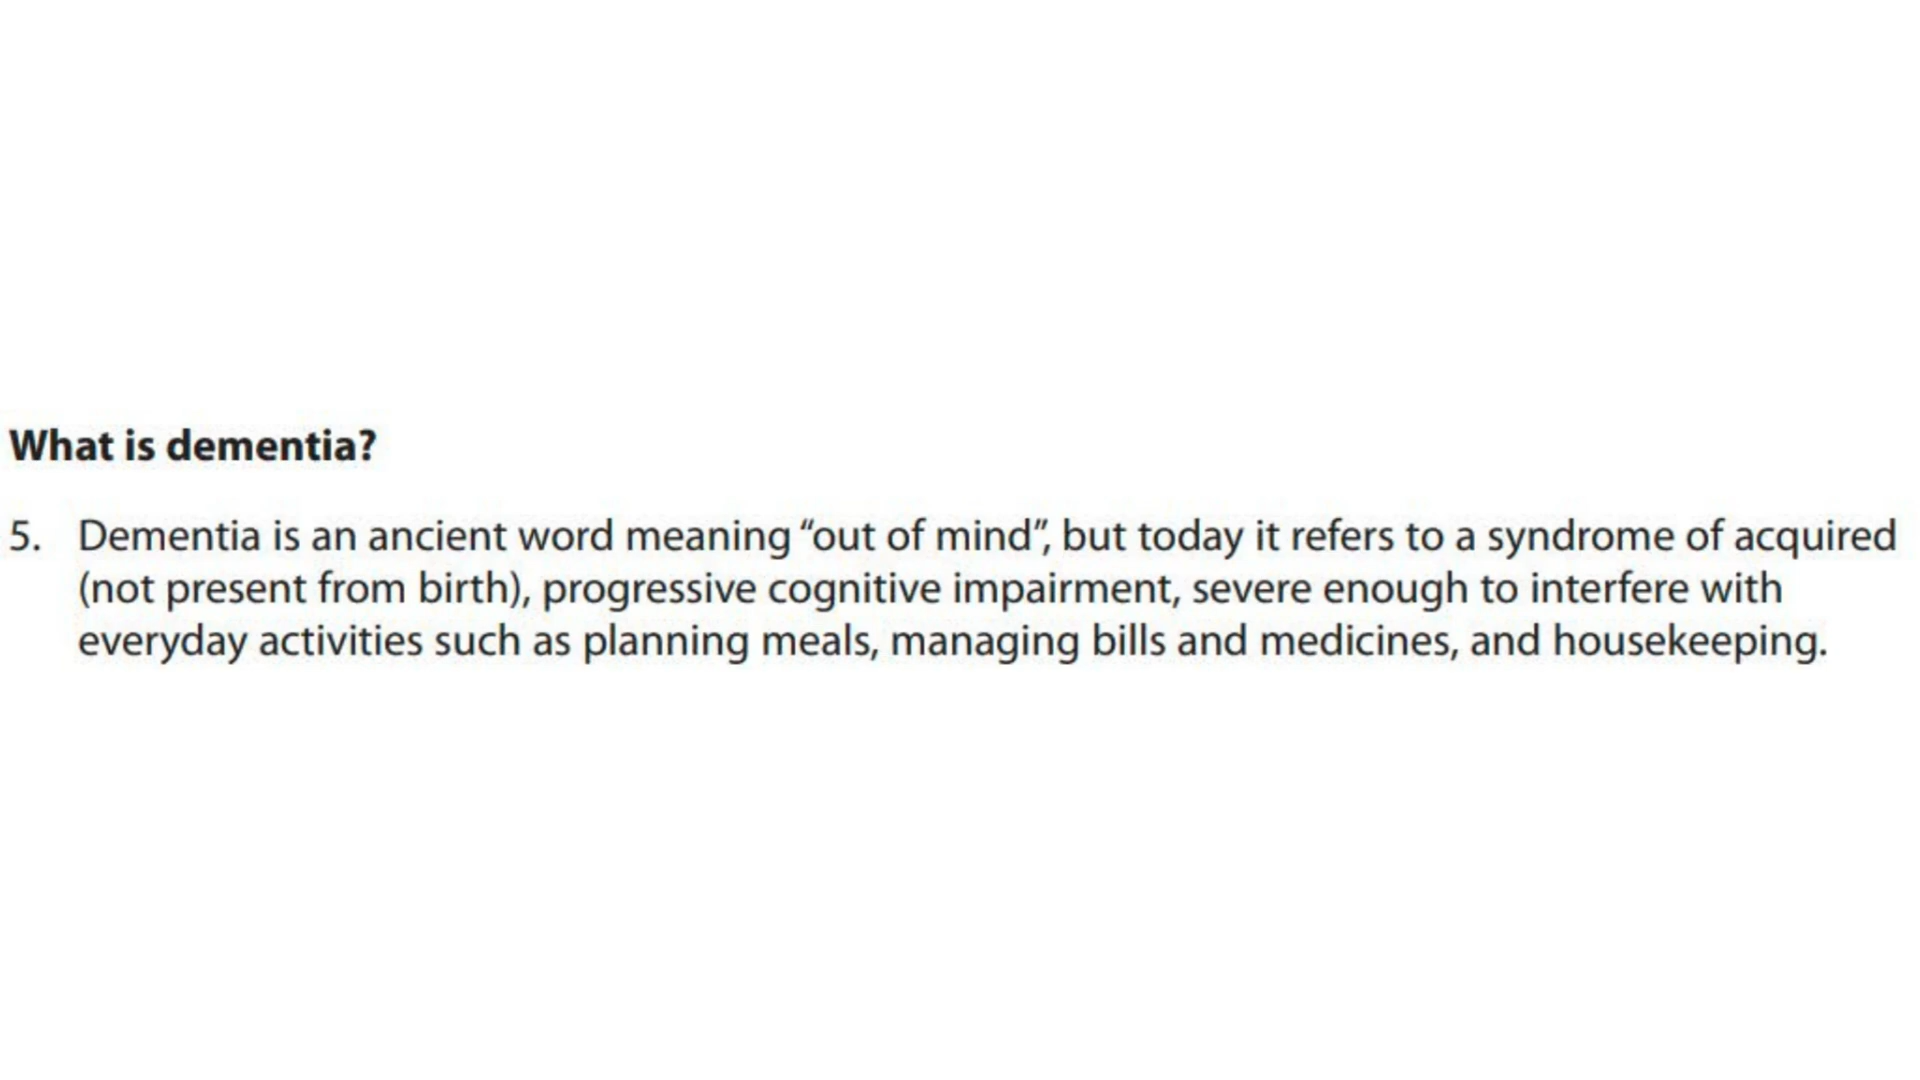 What is dementia?
5. Dementia is an ancient word meaning “out of mind”, but today it refers to a syndrome of acquired
(not present from birth), progressive cognitive impairment, severe enough to interfere with
everyday activities such as planning meals, managing bills and medicines, and housekeeping.